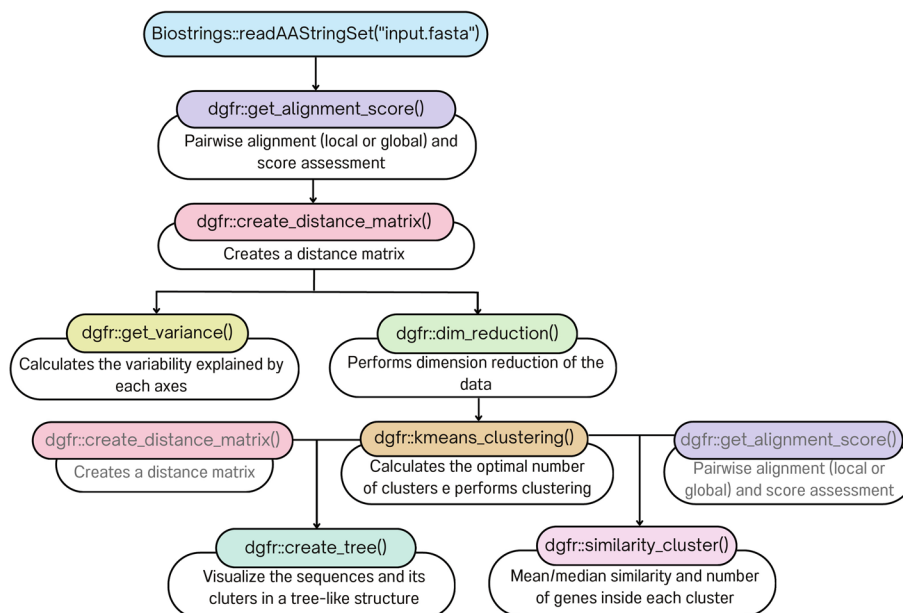 Biostrings::readAAStringSet("input.fasta")
dgfr::get_alignment_score()
Pairwise alignment (local or global) and
score assessment
dgfr::create_distance_matrix()
Creates a distance matrix
dgfr::get_variance()
Calculates the variability explained by
each axes
dgfr::dim_reduction()
Performs dimension reduction of the
data
dgfr::create_distance_matrix()
Creates a distance matrix
dgfr::kmeans_clustering()
Calculates the optimal number
of clusters e performs clustering
dgfr::get_alignment_score()
Pairwise alignment (local or
global) and score assessment
dgfr::create_tree()
Visualize the sequences and its
cluters in a tree-like structure
dgfr::similarity_cluster()
Mean/median similarity and number
of genes inside each cluster